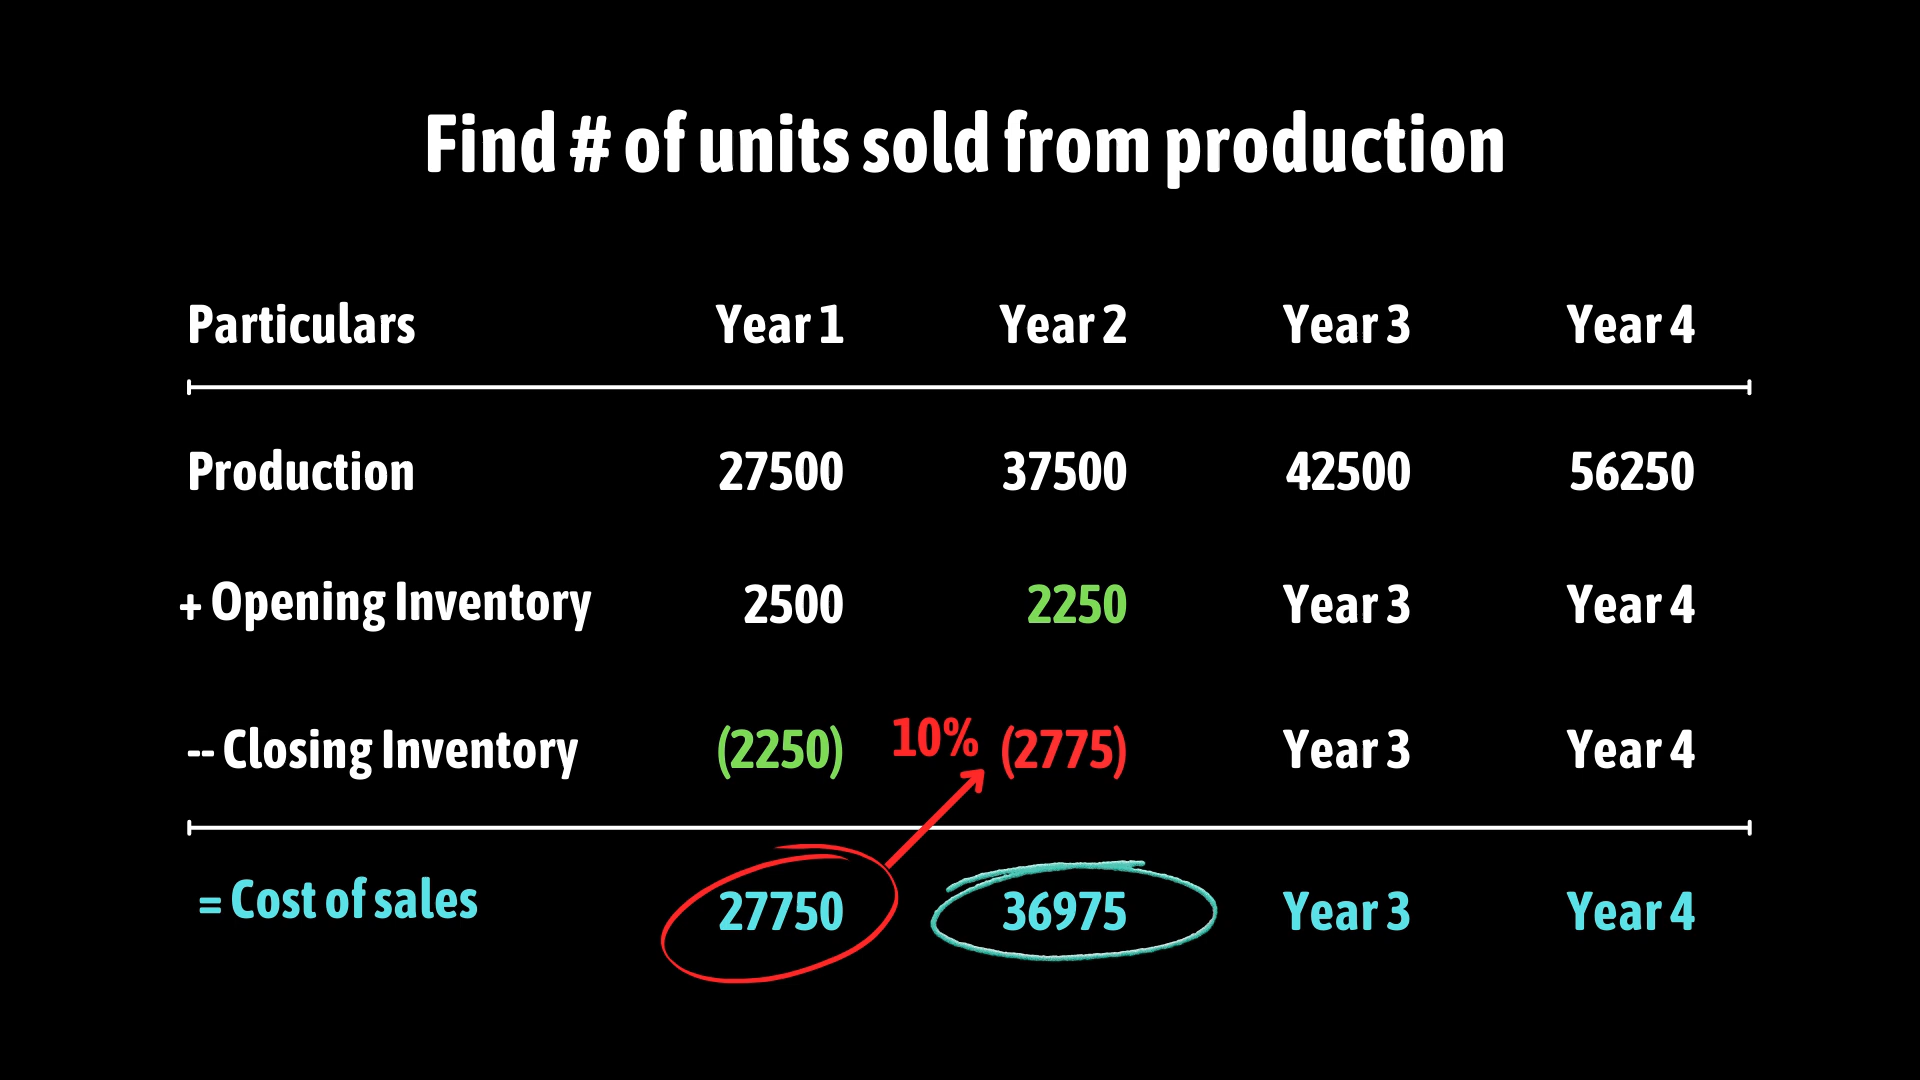 Find # of units sold from production
Particulars Year 1 Year 2 Year 3 Year 4
Production 27500 37500 42500 56250
+ Opening Inventory 2500 2250 Year 3 Year 4
-- Closing Inventory (2250) 10% (2775) Year 3 Year 4
= Cost of sales 27750 36975 Year 3 Year 4